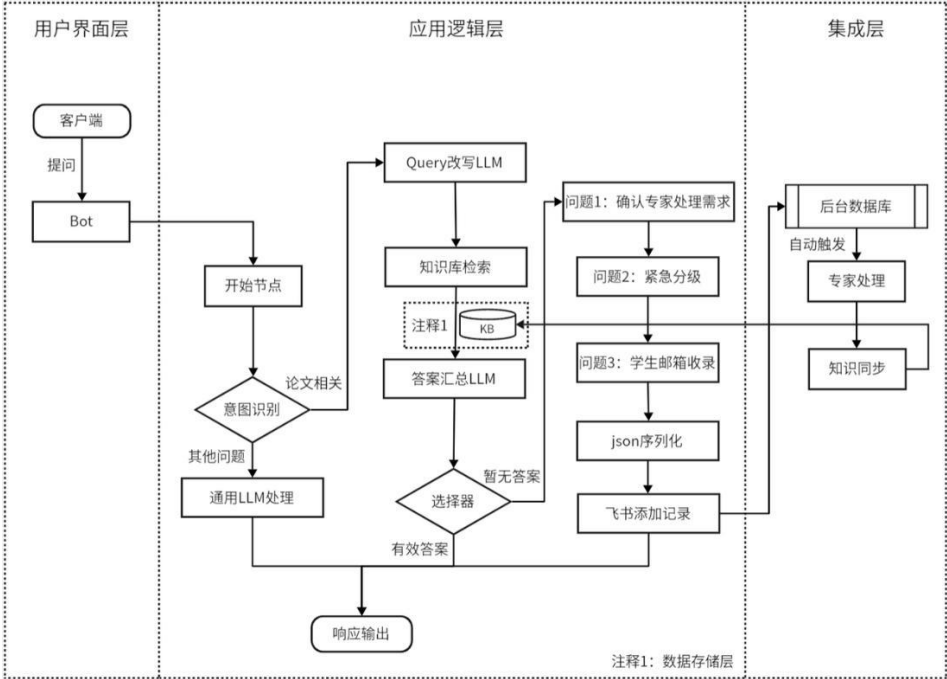 用户界面层
应用逻辑层
集成层
客户端
提问
Bot
开始节点
意图识别
论文相关
其他问题
通用LLM处理
Query改写LLM
知识库检索
注释1
KB
答案汇总LLM
选择器
暂无答案
有效答案
响应输出
问题1：确认专家处理需求
问题2：紧急分级
问题3：学生邮箱收录
json序列化
飞书添加记录
后台数据库
自动触发
专家处理
知识同步
注释1：数据存储层